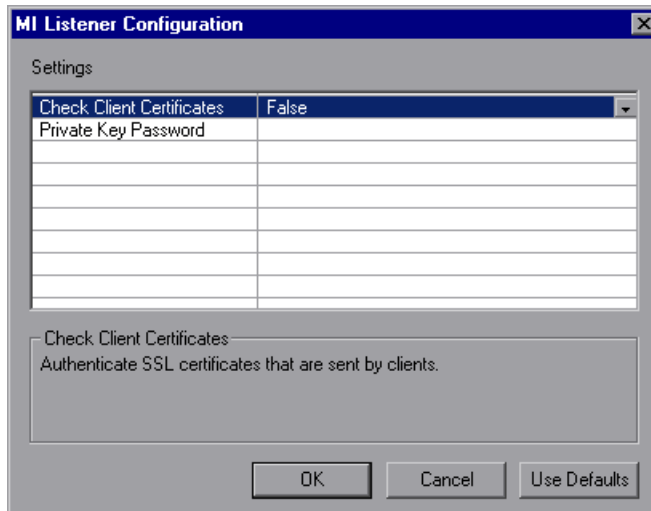 MI Listener Configuration
Settings
Check Client Certificates False
Private Key Password
Check Client Certificates
Authenticate SSL certificates that are sent by clients.
OK Cancel Use Defaults